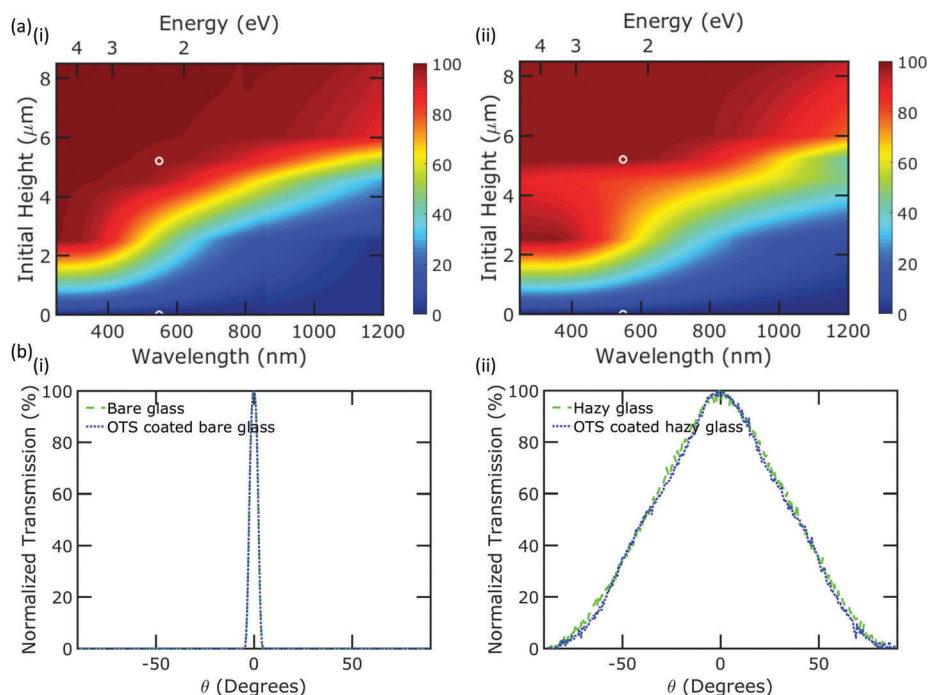 (a)
(i)
Energy (eV)
4 3 2
Initial Height (μm)
8
6
4
2
0
400 600 800 1000 1200
Wavelength (nm)
100
80
60
40
20
0
(ii)
Energy (eV)
4 3 2
Initial Height (μm)
8
6
4
2
0
400 600 800 1000 1200
Wavelength (nm)
100
80
60
40
20
0
(b)
(i)
Normalized Transmission (%)
100
80
60
40
20
0
Bare glass
OTS coated bare glass
-50 0 50
θ (Degrees)
(ii)
Normalized Transmission (%)
100
80
60
40
20
0
Hazy glass
OTS coated hazy glass
-50 0 50
θ (Degrees)